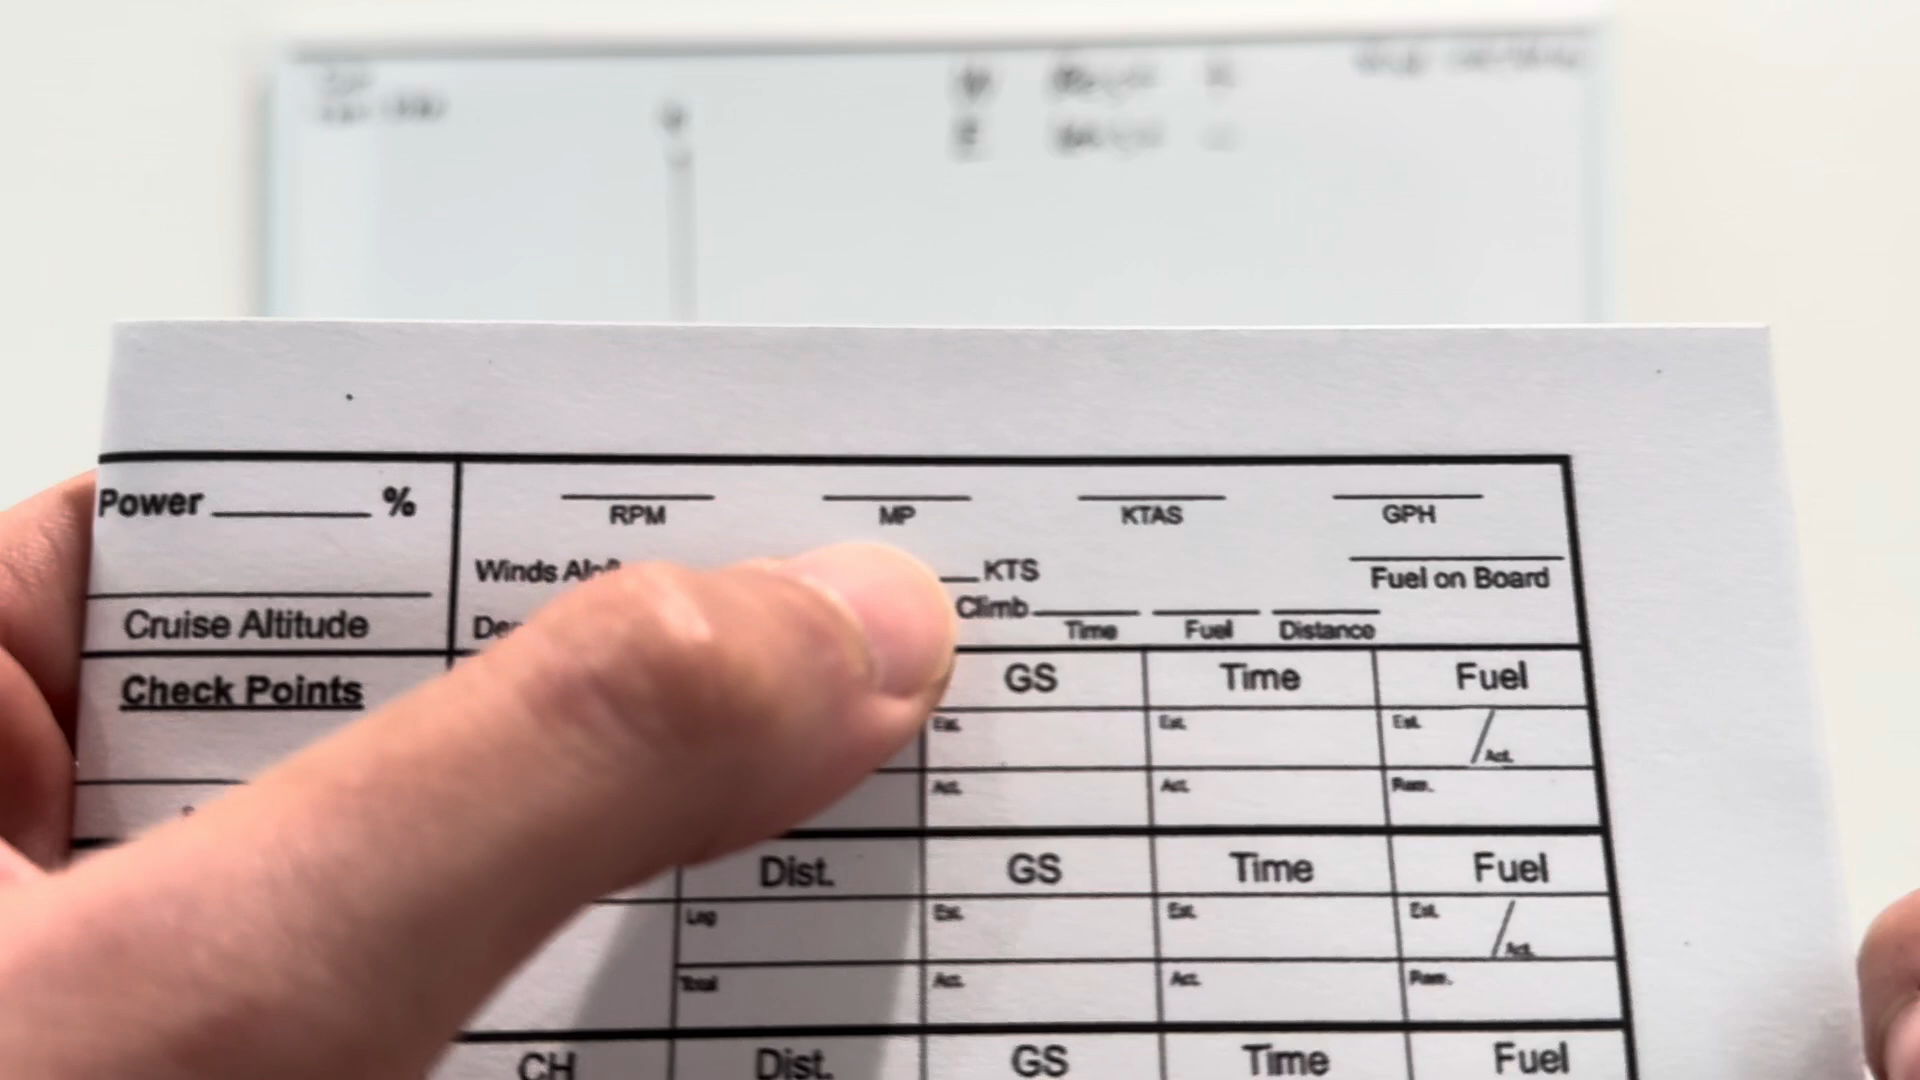 Power ______ %
RPM MP KTAS GPH
Winds __KTS
Fuel on Board
Cruise Altitude
Climb
Time Fuel Distance
Check Points
GS Time Fuel
Est. Est. Est. / Act.
Act. Act. Rem.
Dist. GS Time Fuel
Leg Est. Est. Est. / Act.
Total Act. Act. Rem.
CH Dist. GS Time Fuel